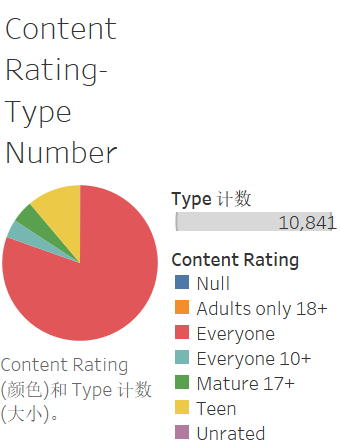 Content
Rating-
Type
Number
Type 计数
10,841
Content Rating
Null
Adults only 18+
Everyone
Everyone 10+
Mature 17+
Teen
Unrated
Content Rating
(颜色)和 Type 计数
(大小)。